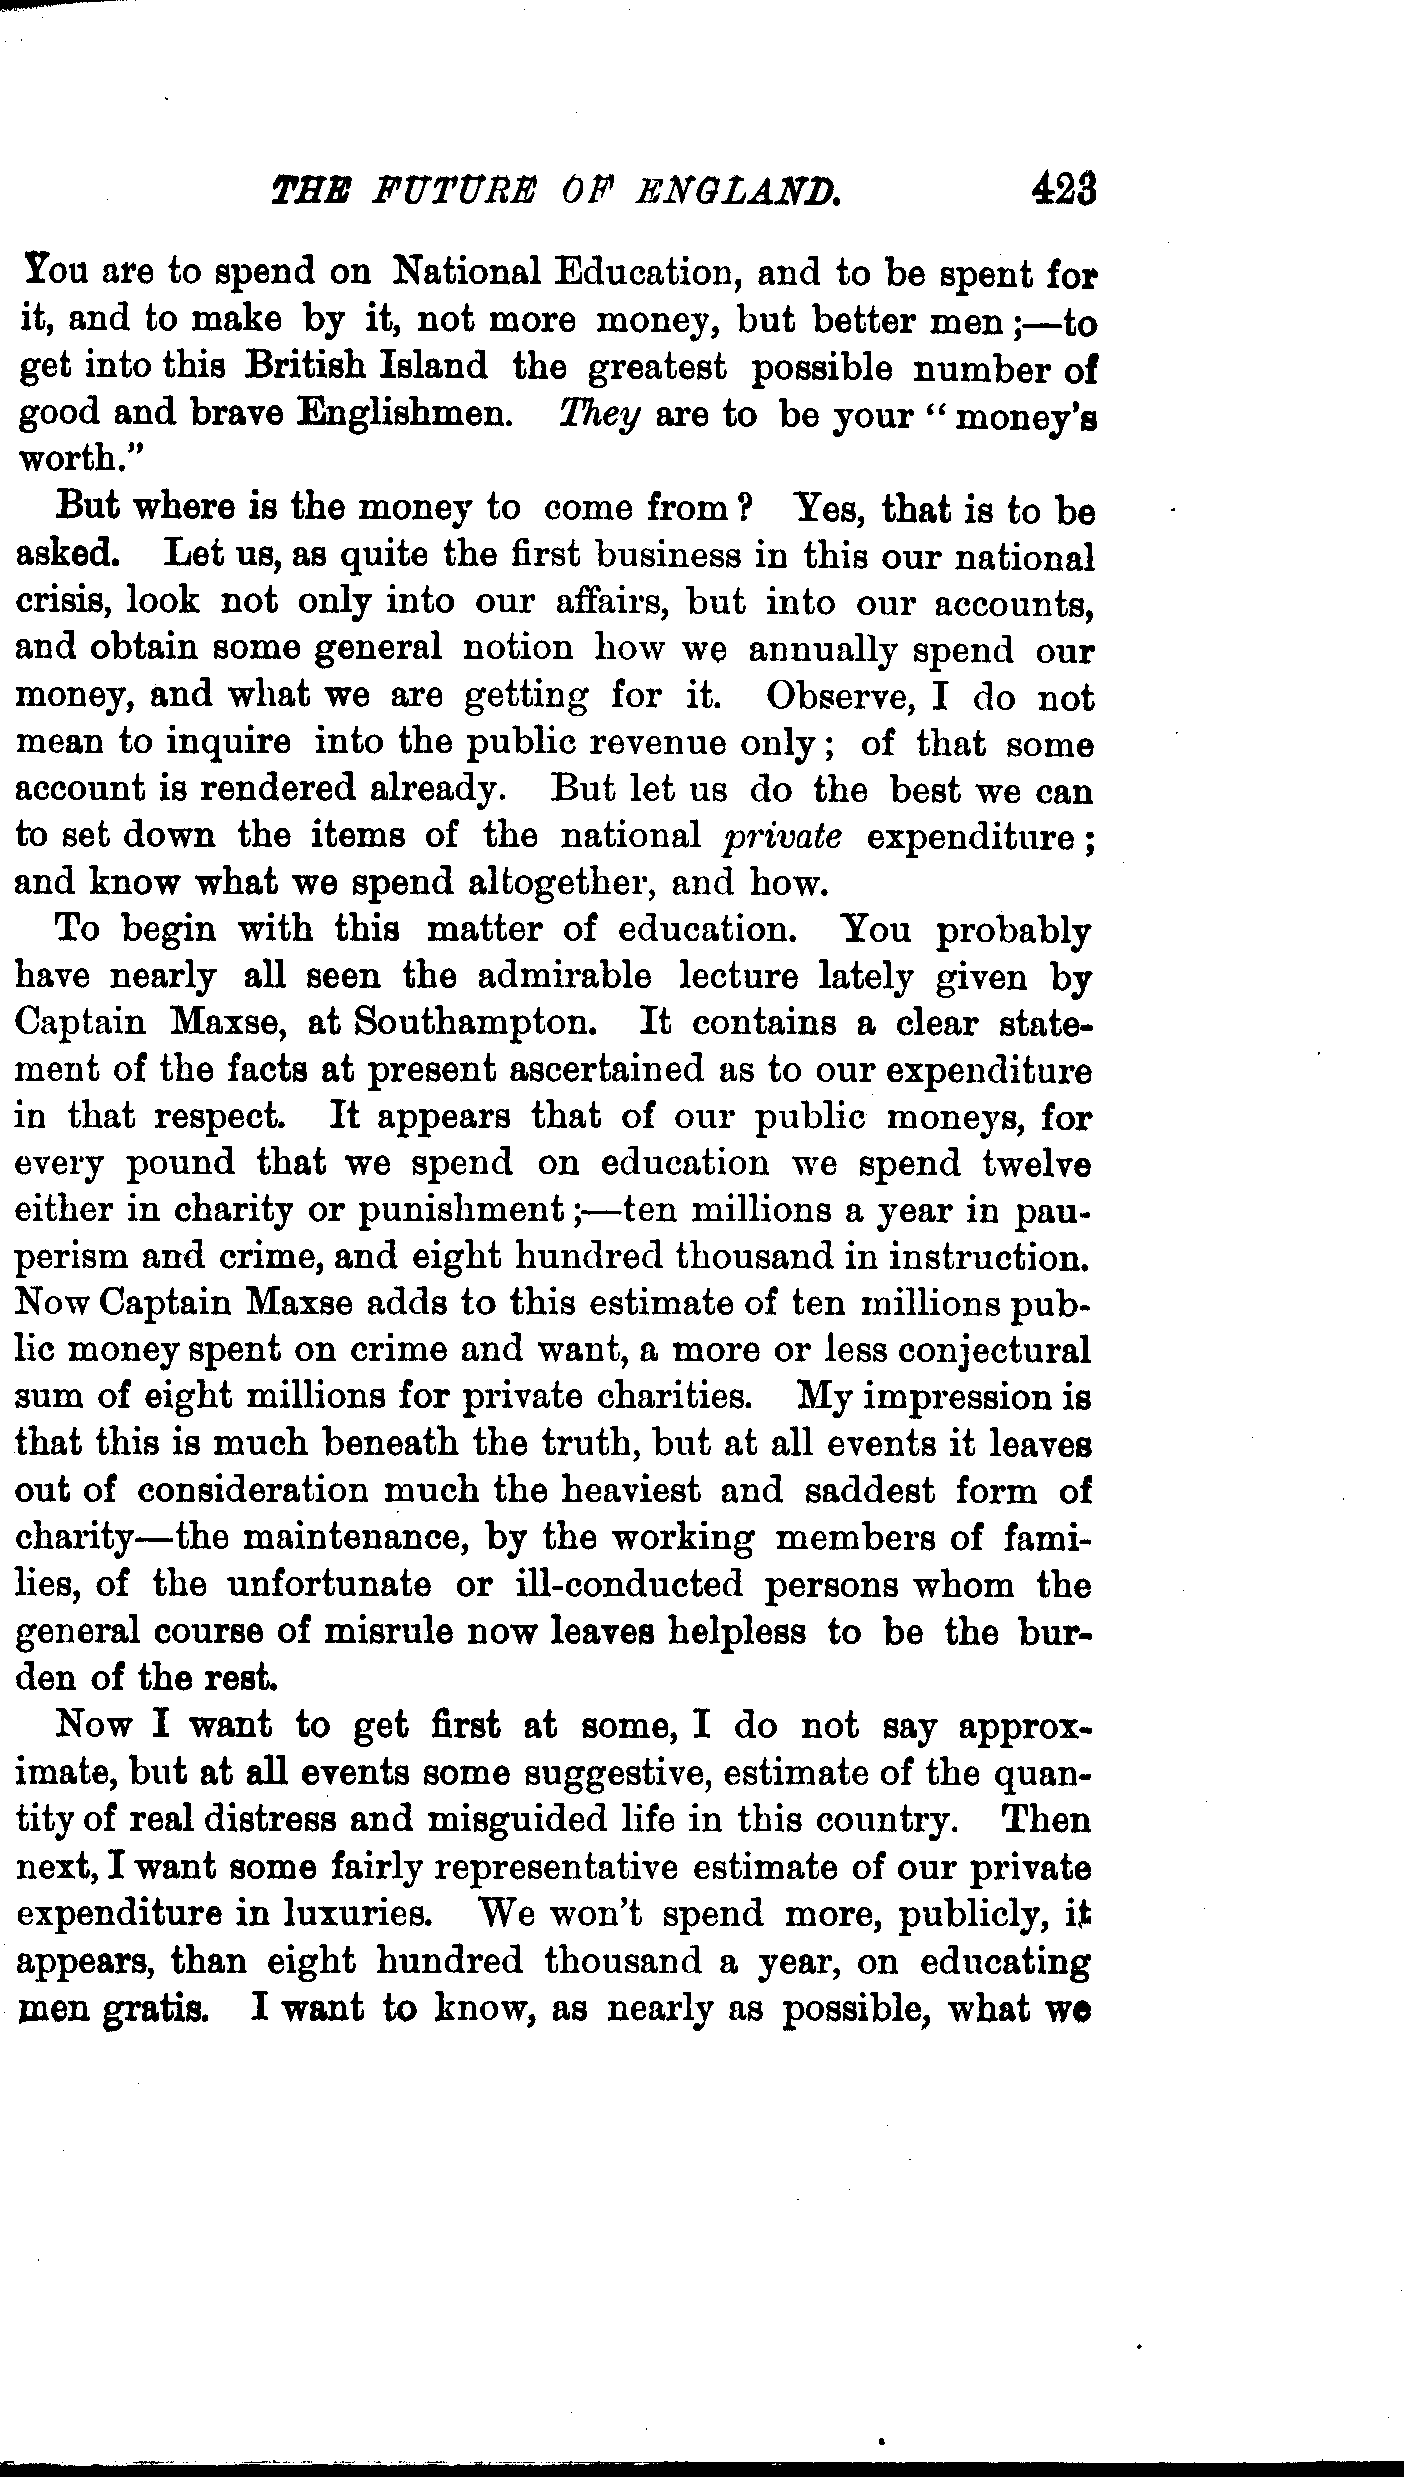 THE FUTURE OF ENGLAND. 423
You are to spend on National Education, and to be spent for
it, and to make by it, not more money, but better men;—to
get into this British Island the greatest possible number of
good and brave Englishmen. They are to be your "money's
worth."
But where is the money to come from? Yes, that is to be
asked. Let us, as quite the first business in this our national
crisis, look not only into our affairs, but into our accounts,
and obtain some general notion how we annually spend our
money, and what we are getting for it. Observe, I do not
mean to inquire into the public revenue only; of that some
account is rendered already. But let us do the best we can
to set down the items of the national private expenditure;
and know what we spend altogether, and how.
To begin with this matter of education. You probably
have nearly all seen the admirable lecture lately given by
Captain Maxse, at Southampton. It contains a clear state-
ment of the facts at present ascertained as to our expenditure
in that respect. It appears that of our public moneys, for
every pound that we spend on education we spend twelve
either in charity or punishment;—ten millions a year in pau-
perism and crime, and eight hundred thousand in instruction.
Now Captain Maxse adds to this estimate of ten millions pub-
lic money spent on crime and want, a more or less conjectural
sum of eight millions for private charities. My impression is
that this is much beneath the truth, but at all events it leaves
out of consideration much the heaviest and saddest form of
charity—the maintenance, by the working members of fami-
lies, of the unfortunate or ill-conducted persons whom the
general course of misrule now leaves helpless to be the bur-
den of the rest.
Now I want to get first at some, I do not say approx-
imate, but at all events some suggestive, estimate of the quan-
tity of real distress and misguided life in this country. Then
next, I want some fairly representative estimate of our private
expenditure in luxuries. We won't spend more, publicly, it
appears, than eight hundred thousand a year, on educating
men gratis. I want to know, as nearly as possible, what we